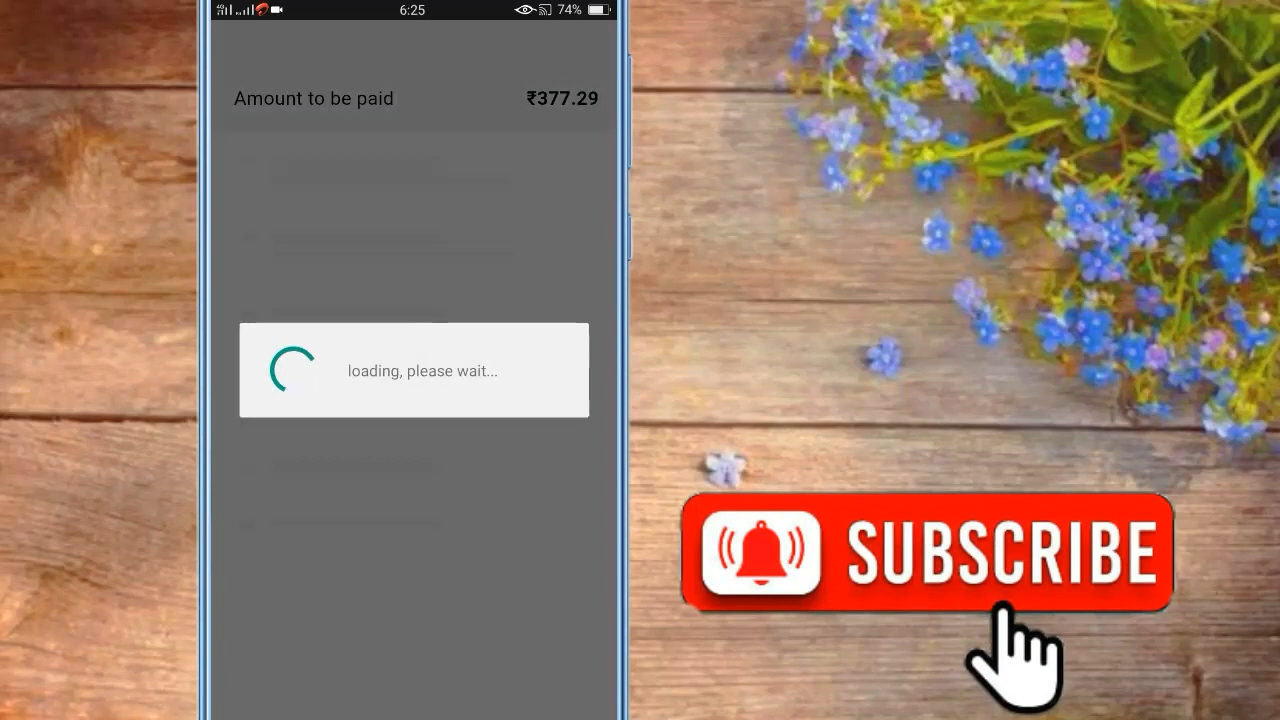 6:25
74%
Amount to be paid ₹377.29
loading, please wait...
SUBSCRIBE